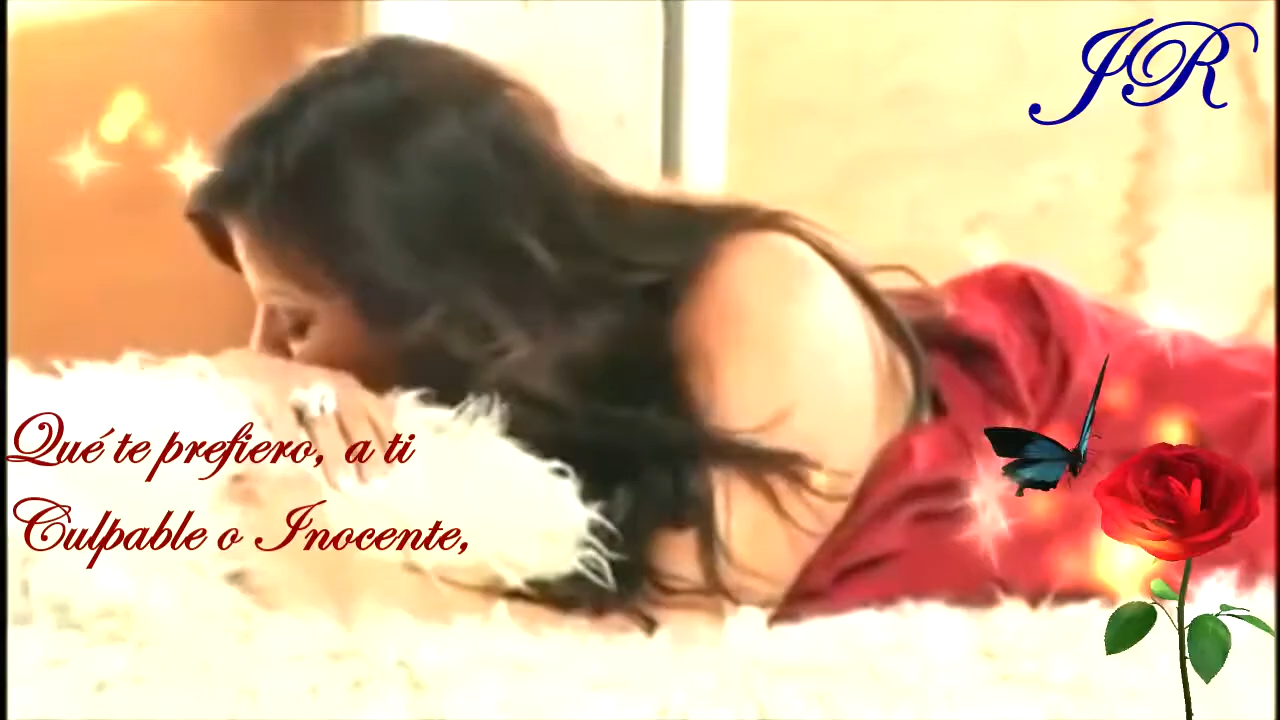 JR
Qué te prefiero, a ti
Culpable o Inocente,